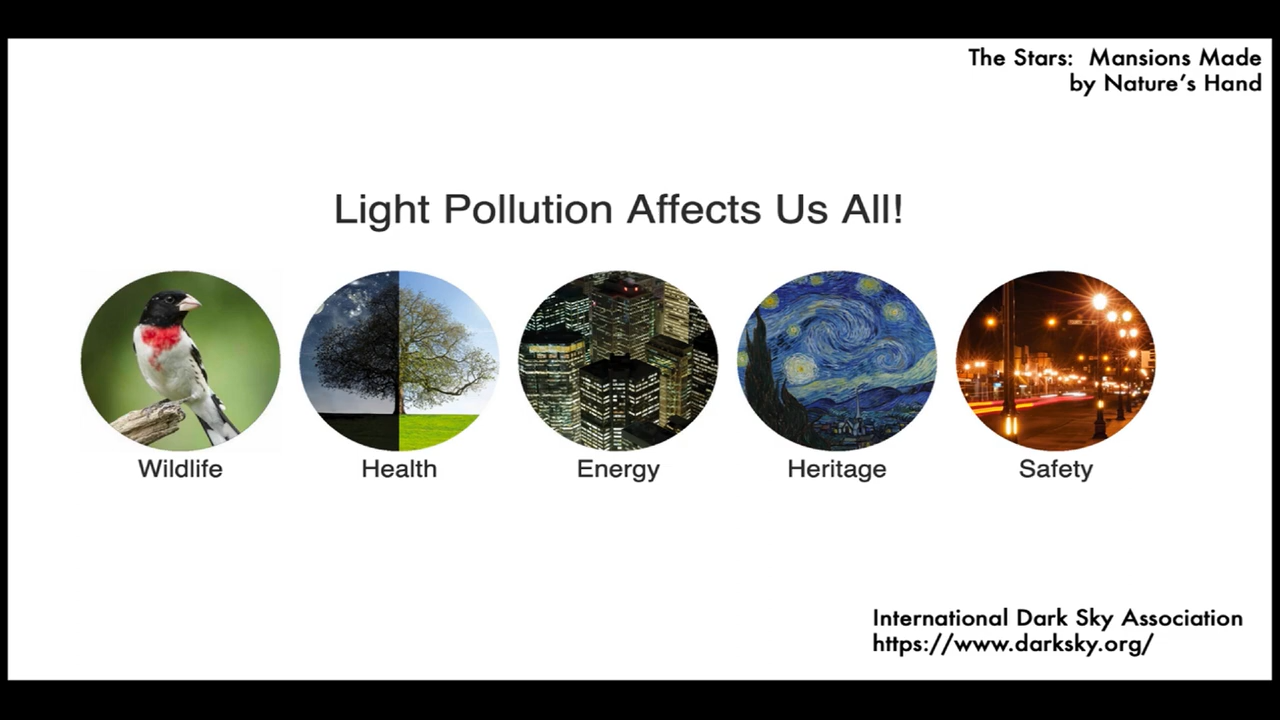 The Stars:  Mansions Made
by Nature's Hand
Light Pollution Affects Us All!
Wildlife
Health
Energy
Heritage
Safety
International Dark Sky Association
https://www.darksky.org/